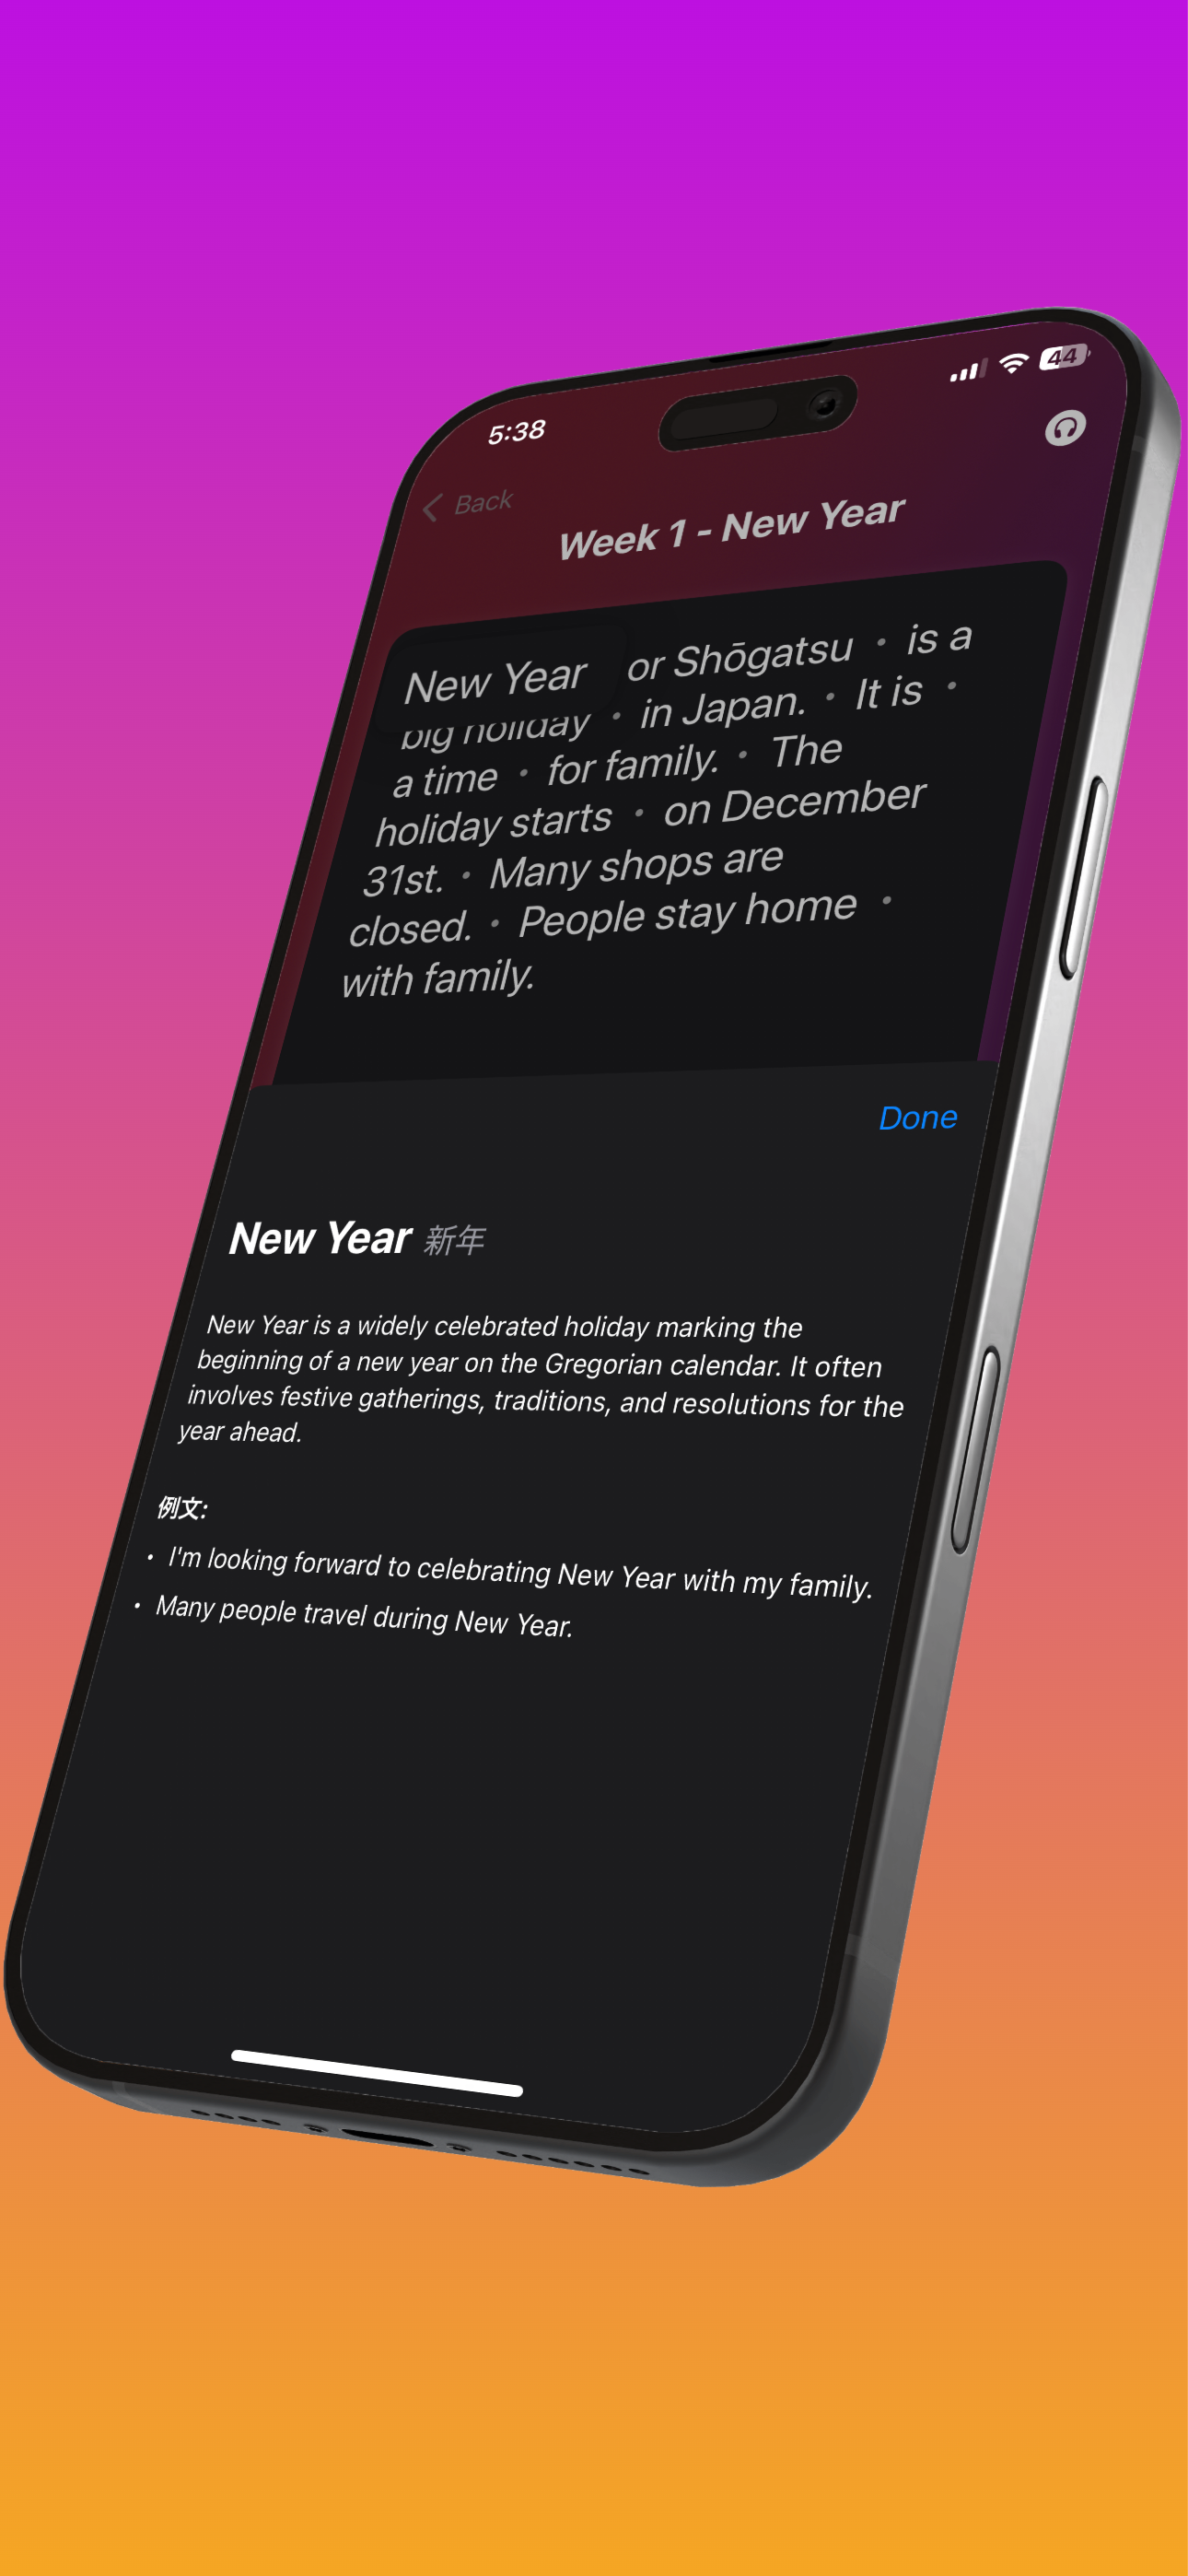 5:38
44
Back
Week 1 - New Year
New Year or Shōgatsu • is a
big holiday • in Japan. • It is •
a time • for family. • The
holiday starts • on December
31st. • Many shops are
closed. • People stay home •
with family.
Done
New Year 新年
New Year is a widely celebrated holiday marking the
beginning of a new year on the Gregorian calendar. It often
involves festive gatherings, traditions, and resolutions for the
year ahead.
例文:
• I'm looking forward to celebrating New Year with my family.
• Many people travel during New Year.